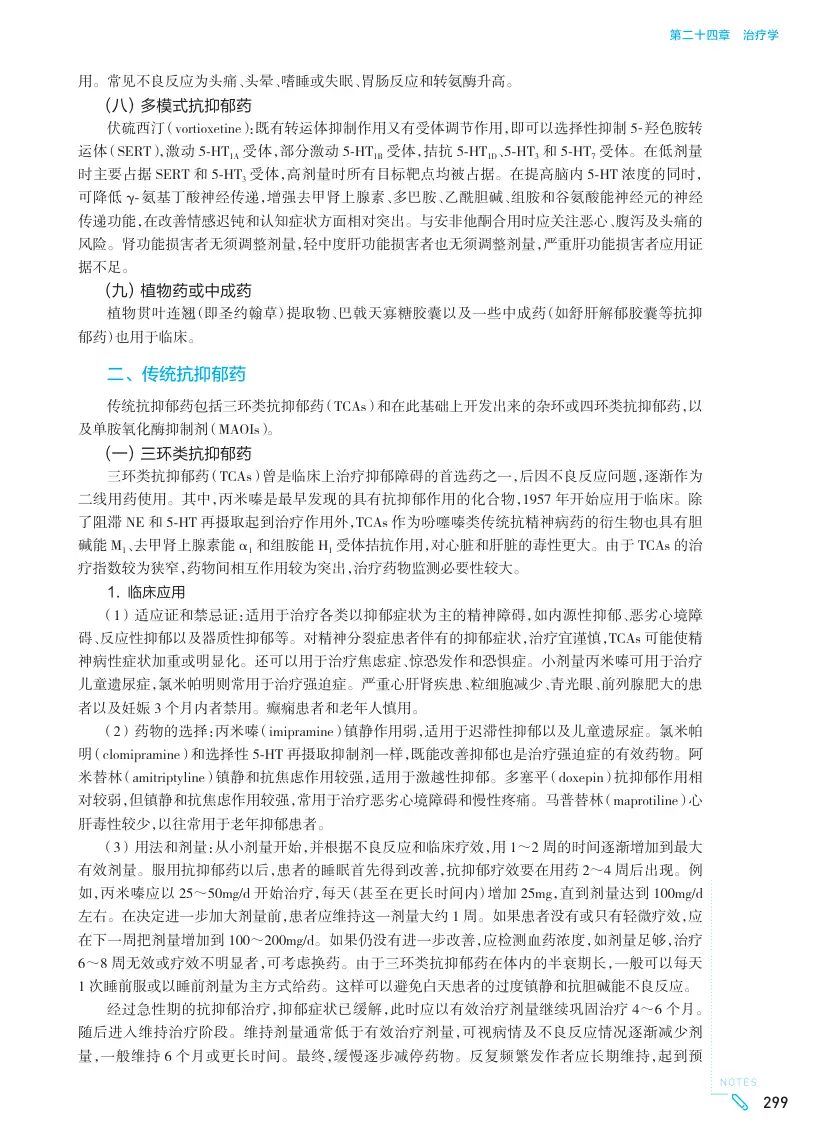 第二十四章 治疗学
用。常见不良反应为头痛、头晕、嗜睡或失眠、胃肠反应和转氨酶升高。
（八）多模式抗抑郁药
伏硫西汀（vortioxetine）：既有转运体抑制作用又有受体调节作用，即可以选择性抑制 5-羟色胺转
运体（SERT），激动 5-HT1A 受体，部分激动 5-HT1B 受体，拮抗 5-HT1D、5-HT3 和 5-HT7 受体。在低剂量
时主要占据 SERT 和 5-HT3 受体，高剂量时所有目标靶点均被占据。在提高脑内 5-HT 浓度的同时，
可降低 γ-氨基丁酸神经传递，增强去甲肾上腺素、多巴胺、乙酰胆碱、组胺和谷氨酸能神经元的神经
传递功能，在改善情感迟钝和认知症状方面相对突出。与安非他酮合用时应关注恶心、腹泻及头痛的
风险。肾功能损害者无须调整剂量，轻中度肝功能损害者也无须调整剂量，严重肝功能损害者应用证
据不足。
（九）植物药或中成药
植物贯叶连翘（即圣约翰草）提取物、巴戟天寡糖胶囊以及一些中成药（如舒肝解郁胶囊等抗抑
郁药）也用于临床。
二、传统抗抑郁药
传统抗抑郁药包括三环类抗抑郁药（TCAs）和在此基础上开发出来的杂环或四环类抗抑郁药，以
及单胺氧化酶抑制剂（MAOIs）。
（一）三环类抗抑郁药
三环类抗抑郁药（TCAs）曾是临床上治疗抑郁障碍的首选药之一，后因不良反应问题，逐渐作为
二线用药使用。其中，丙米嗪是最早发现的具有抗抑郁作用的化合物，1957 年开始应用于临床。除
了阻滞 NE 和 5-HT 再摄取起到治疗作用外，TCAs 作为吩噻嗪类传统抗精神病药的衍生物也具有胆
碱能 M1、去甲肾上腺素能 α1 和组胺能 H1 受体拮抗作用，对心脏和肝脏的毒性更大。由于 TCAs 的治
疗指数较为狭窄，药物间相互作用较为突出，治疗药物监测必要性较大。
1. 临床应用
（1）适应证和禁忌证：适用于治疗各类以抑郁症状为主的精神障碍，如内源性抑郁、恶劣心境障
碍、反应性抑郁以及器质性抑郁等。对精神分裂症患者伴有的抑郁症状，治疗宜谨慎，TCAs 可能使精
神病性症状加重或明显化。还可以用于治疗焦虑症、惊恐发作和恐惧症。小剂量丙米嗪可用于治疗
儿童遗尿症，氯米帕明则常用于治疗强迫症。严重心肝肾疾患、粒细胞减少、青光眼、前列腺肥大的患
者以及妊娠 3 个月内者禁用。癫痫患者和老年人慎用。
（2）药物的选择：丙米嗪（imipramine）镇静作用弱，适用于迟滞性抑郁以及儿童遗尿症。氯米帕
明（clomipramine）和选择性 5-HT 再摄取抑制剂一样，既能改善抑郁也是治疗强迫症的有效药物。阿
米替林（amitriptyline）镇静和抗焦虑作用较强，适用于激越性抑郁。多塞平（doxepin）抗抑郁作用相
对较弱，但镇静和抗焦虑作用较强，常用于治疗恶劣心境障碍和慢性疼痛。马普替林（maprotiline）心
肝毒性较少，以往常用于老年抑郁患者。
（3）用法和剂量：从小剂量开始，并根据不良反应和临床疗效，用 1～2 周的时间逐渐增加到最大
有效剂量。服用抗抑郁药以后，患者的睡眠首先得到改善，抗抑郁疗效要在用药 2～4 周后出现。例
如，丙米嗪应以 25～50mg/d 开始治疗，每天（甚至在更长时间内）增加 25mg，直到剂量达到 100mg/d
左右。在决定进一步加大剂量前，患者应维持这一剂量大约 1 周。如果患者没有或只有轻微疗效，应
在下一周把剂量增加到 100～200mg/d。如果仍没有进一步改善，应检测血药浓度，如剂量足够，治疗
6～8 周无效或疗效不明显者，可考虑换药。由于三环类抗抑郁药在体内的半衰期长，一般可以每天
1 次睡前服或以睡前剂量为主方式给药。这样可以避免白天患者的过度镇静和抗胆碱能不良反应。
经过急性期的抗抑郁治疗，抑郁症状已缓解，此时应以有效治疗剂量继续巩固治疗 4～6 个月。
随后进入维持治疗阶段。维持剂量通常低于有效治疗剂量，可视病情及不良反应情况逐渐减少剂
量，一般维持 6 个月或更长时间。最终，缓慢逐步减停药物。反复频繁发作者应长期维持，起到预
NOTES
299